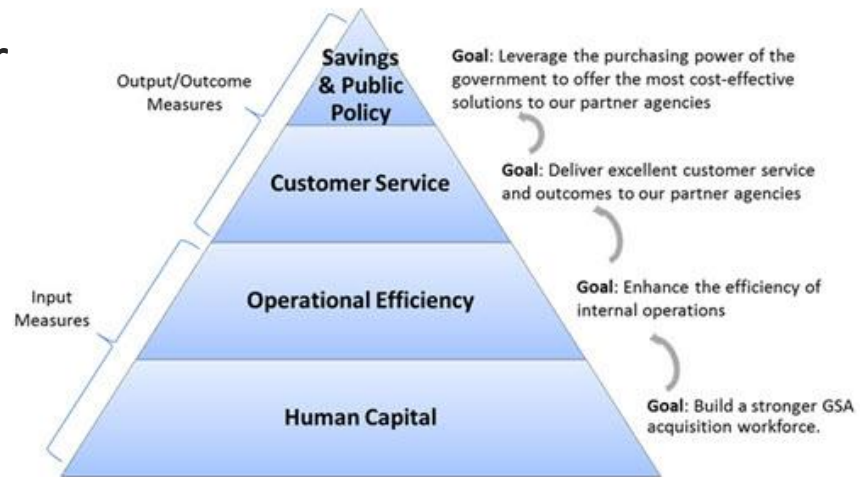 r
Output/Outcome
Measures
Savings
& Public
Policy
Goal: Leverage the purchasing power of the
government to offer the most cost-effective
solutions to our partner agencies
Customer Service
Goal: Deliver excellent customer service
and outcomes to our partner agencies
Input
Measures
Operational Efficiency
Goal: Enhance the efficiency of
internal operations
Human Capital
Goal: Build a stronger GSA
acquisition workforce.